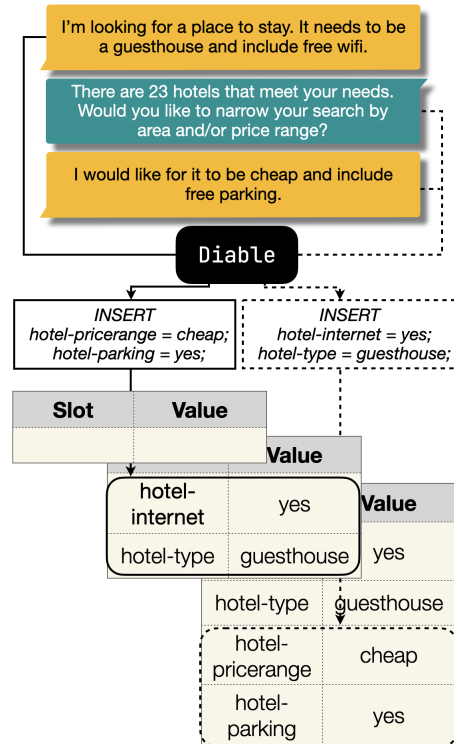 I'm looking for a place to stay. It needs to be
a guesthouse and include free wifi.
There are 23 hotels that meet your needs.
Would you like to narrow your search by
area and/or price range?
I would like for it to be cheap and include
free parking.
Diable
INSERT
hotel-pricerange = cheap;
hotel-parking = yes;
INSERT
hotel-internet = yes;
hotel-type = guesthouse;
Slot Value
Value
hotel-
internet yes
hotel-type guesthouse
Value
yes
hotel-type guesthouse
hotel-
pricerange cheap
hotel-
parking yes